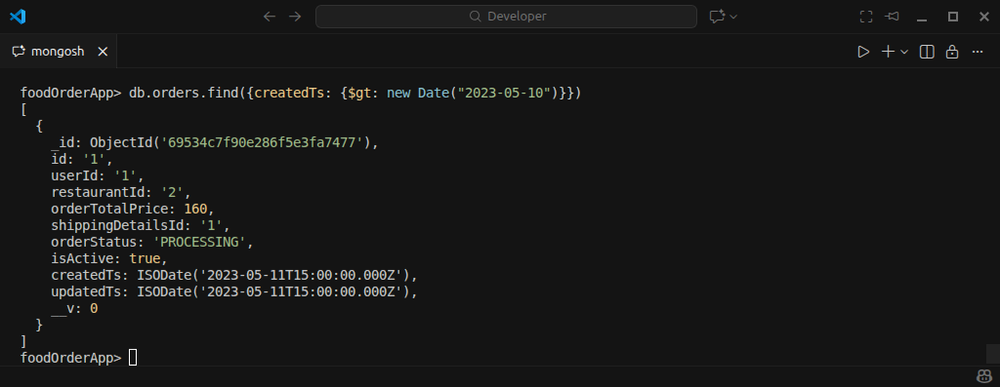 Developer
mongosh
foodOrderApp> db.orders.find({createdTs: {$gt: new Date("2023-05-10")}})
[
  {
    _id: ObjectId('69534c7f90e286f5e3fa7477'),
    id: '1',
    userId: '1',
    restaurantId: '2',
    orderTotalPrice: 160,
    shippingDetailsId: '1',
    orderStatus: 'PROCESSING',
    isActive: true,
    createdTs: ISODate('2023-05-11T15:00:00.000Z'),
    updatedTs: ISODate('2023-05-11T15:00:00.000Z'),
    __v: 0
  }
]
foodOrderApp>